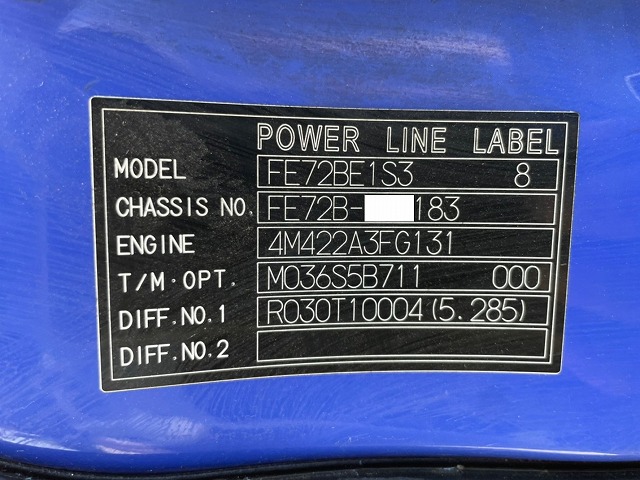 POWER LINE LABEL
MODEL FE72BE1S3 8
CHASSIS NO. FE72B- 183
ENGINE 4M422A3FG131
T/M·OPT. M036S5B711 000
DIFF.NO.1 R030T10004(5.285)
DIFF.NO.2